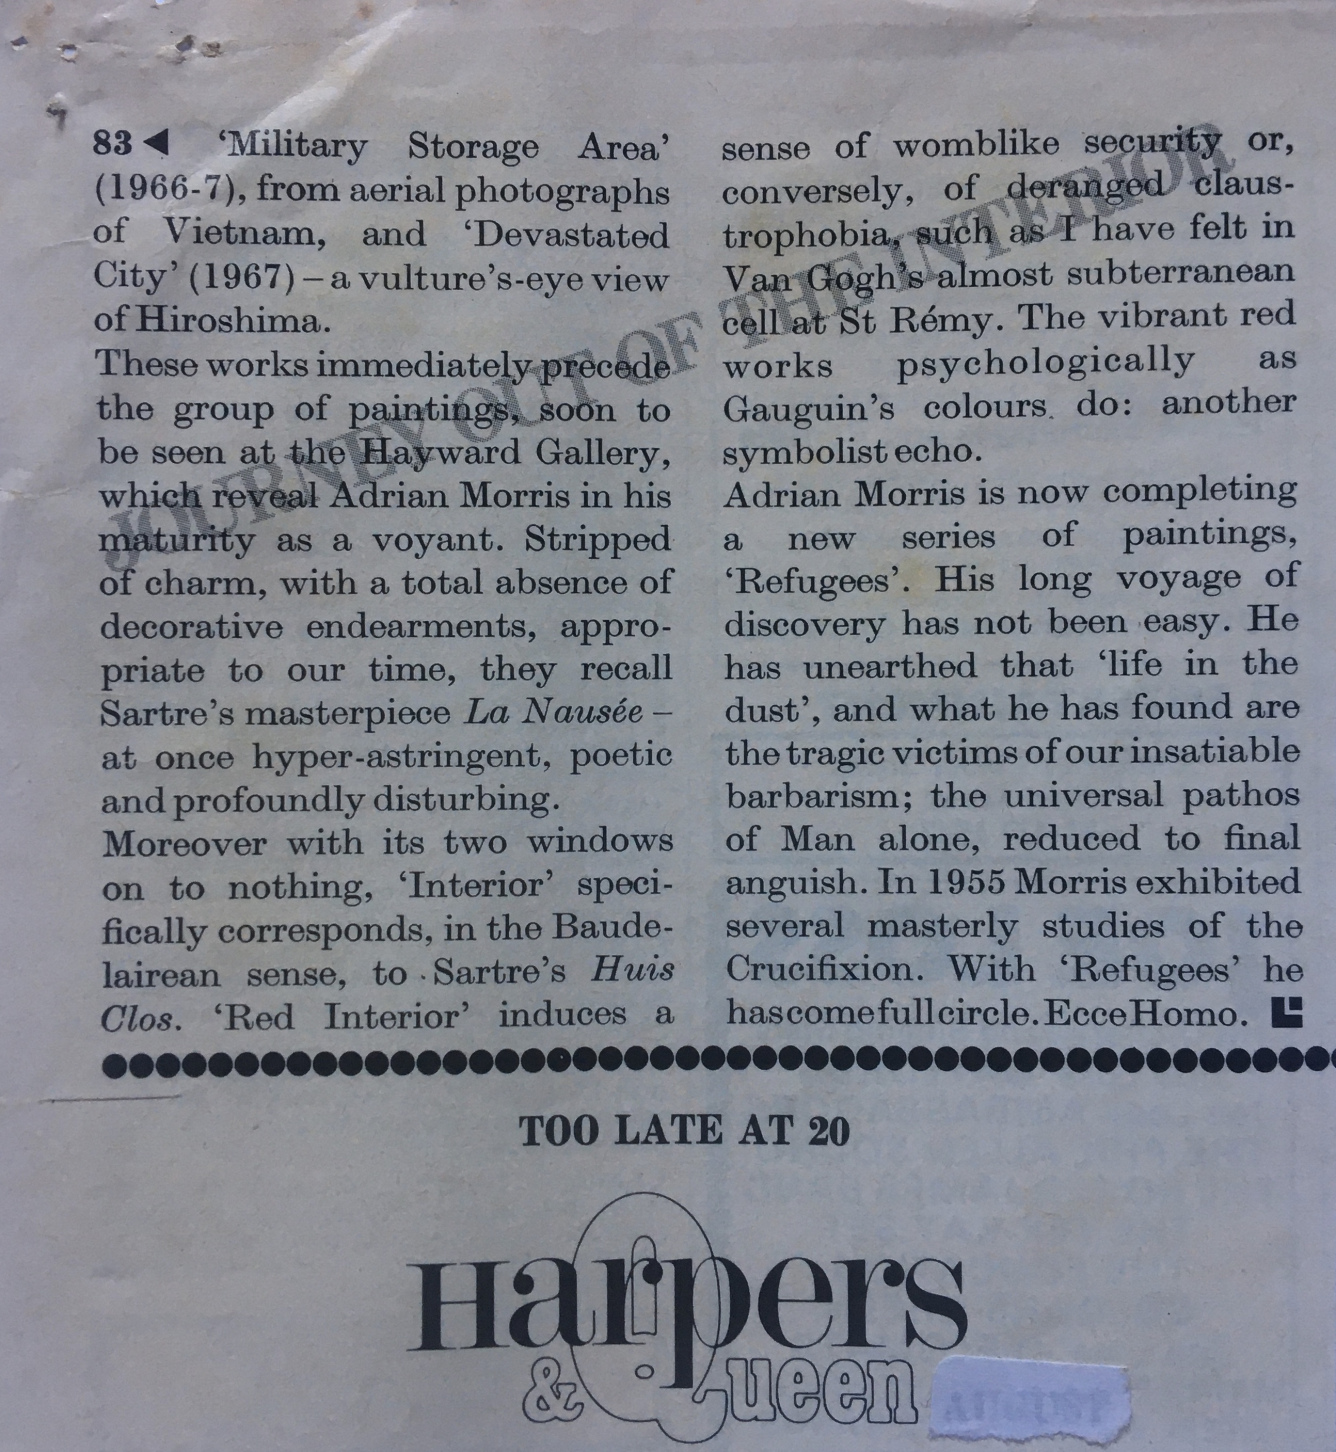 83◄ ‘Military Storage Area’
(1966-7), from aerial photographs
of Vietnam, and ‘Devastated
City’ (1967) – a vulture’s-eye view
of Hiroshima.
These works immediately precede
the group of paintings, soon to
be seen at the Hayward Gallery,
which reveal Adrian Morris in his
maturity as a voyant. Stripped
of charm, with a total absence of
decorative endearments, appro-
priate to our time, they recall
Sartre’s masterpiece La Nausée –
at once hyper-astringent, poetic
and profoundly disturbing.
Moreover with its two windows
on to nothing, ‘Interior’ speci-
fically corresponds, in the Baude-
lairean sense, to Sartre’s Huis
Clos. ‘Red Interior’ induces a
sense of womblike security or,
conversely, of deranged claus-
trophobia, such as I have felt in
Van Gogh’s almost subterranean
cell at St Rémy. The vibrant red
works psychologically as
Gauguin’s colours do: another
symbolist echo.
Adrian Morris is now completing
a new series of paintings,
‘Refugees’. His long voyage of
discovery has not been easy. He
has unearthed that ‘life in the
dust’, and what he has found are
the tragic victims of our insatiable
barbarism; the universal pathos
of Man alone, reduced to final
anguish. In 1955 Morris exhibited
several masterly studies of the
Crucifixion. With ‘Refugees’ he
has come full circle. Ecce Homo.
JOURNEY OUT OF THE INTERIOR
TOO LATE AT 20
Harpers
& Queen
AUGUST